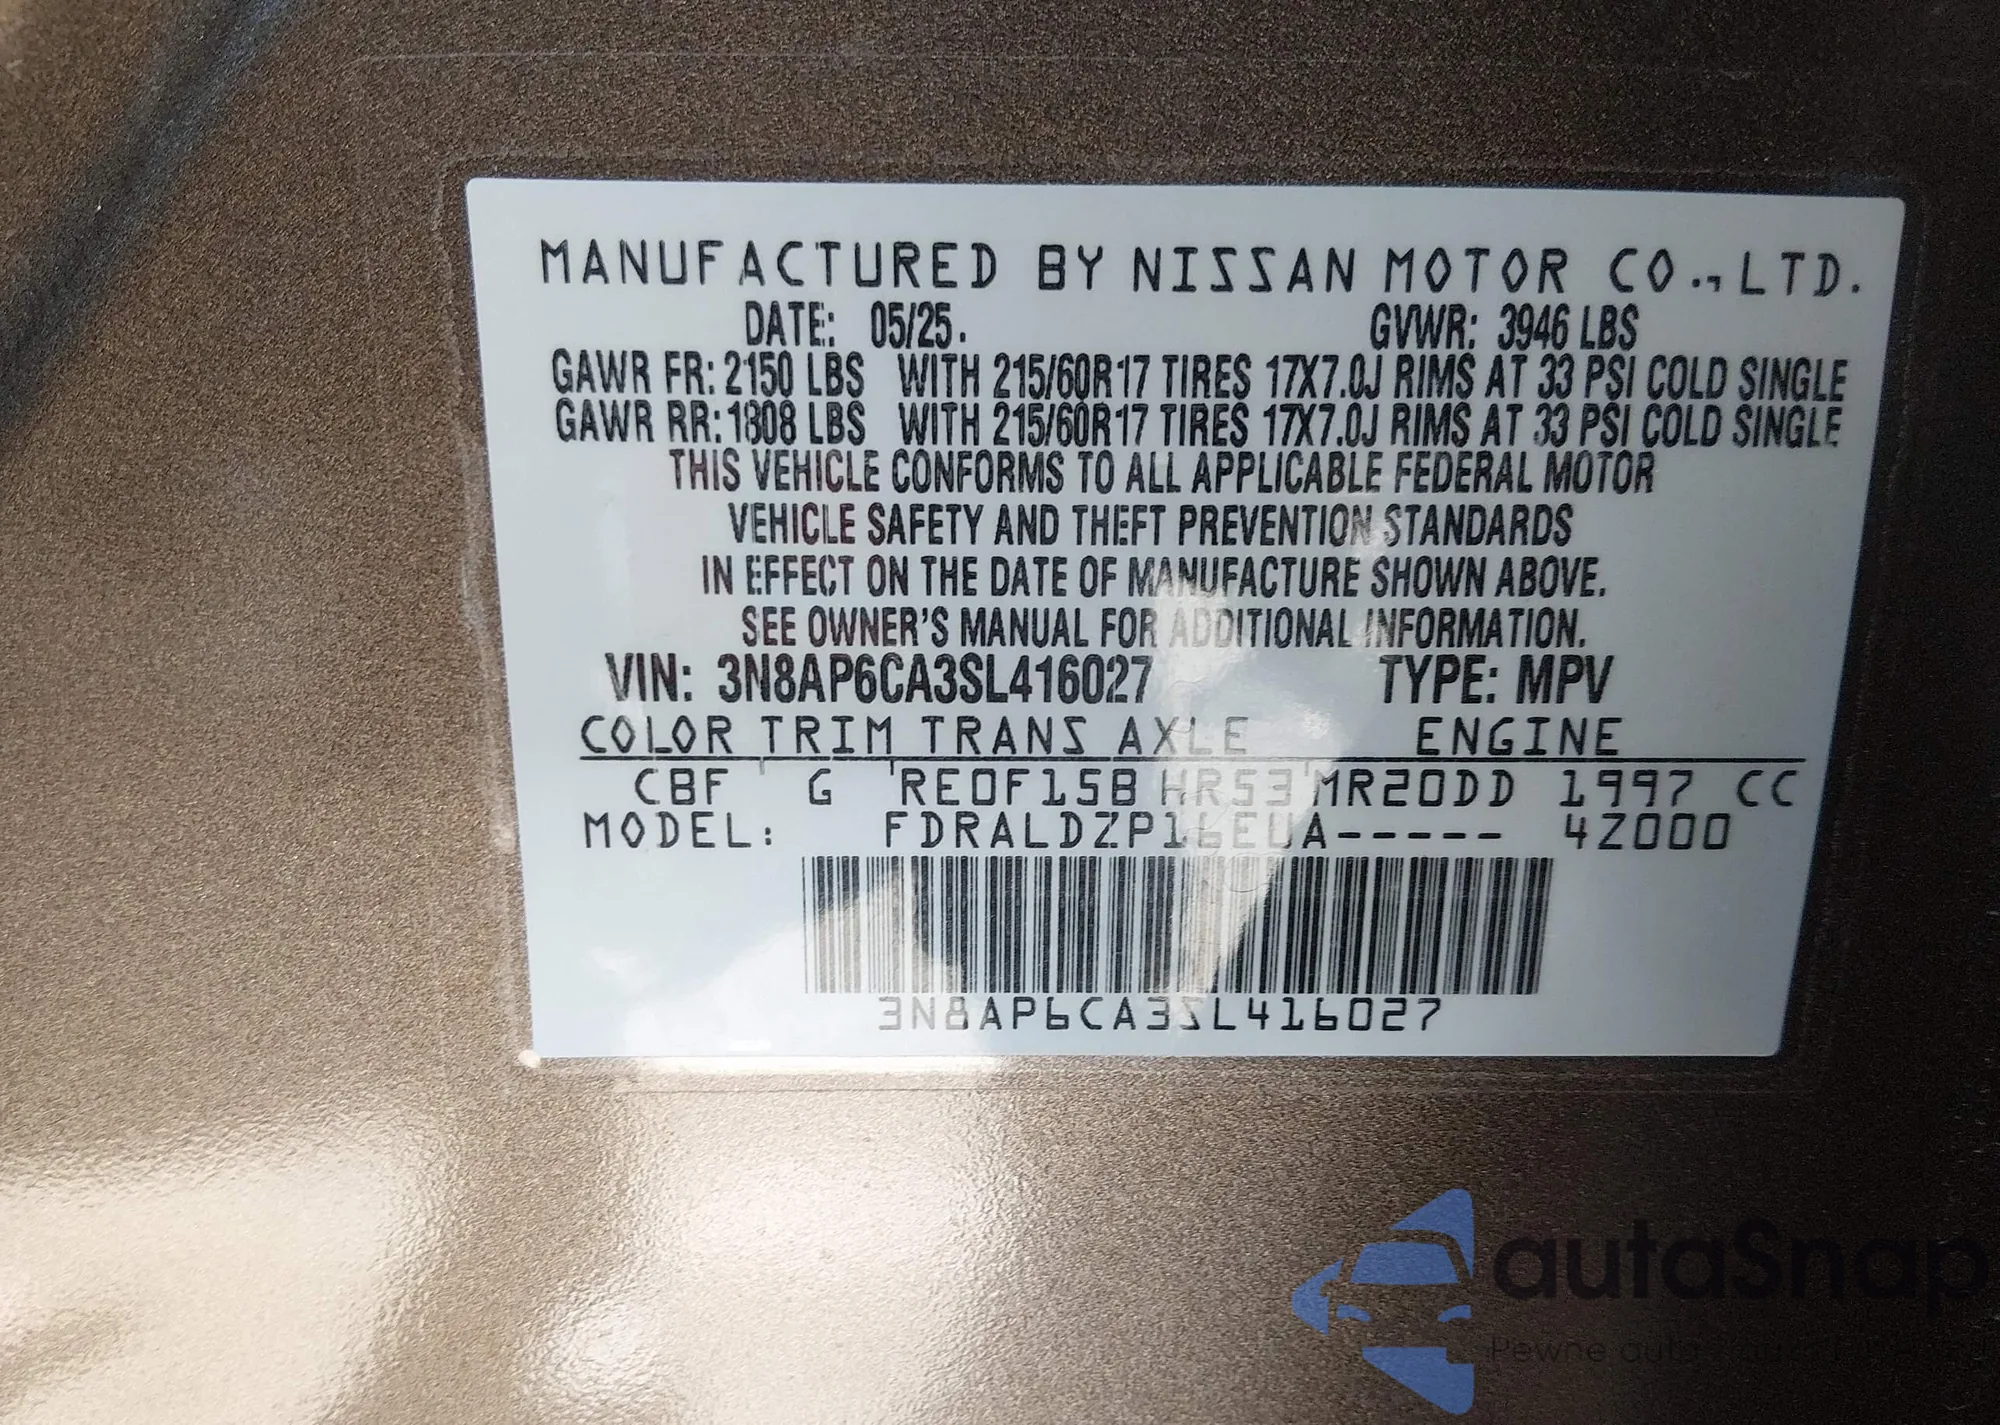 MANUFACTURED BY NISSAN MOTOR CO., LTD.
DATE: 05/25. GVWR: 3946 LBS
GAWR FR: 2150 LBS WITH 215/60R17 TIRES 17X7.0J RIMS AT 33 PSI COLD SINGLE
GAWR RR: 1808 LBS WITH 215/60R17 TIRES 17X7.0J RIMS AT 33 PSI COLD SINGLE
THIS VEHICLE CONFORMS TO ALL APPLICABLE FEDERAL MOTOR
VEHICLE SAFETY AND THEFT PREVENTION STANDARDS
IN EFFECT ON THE DATE OF MANUFACTURE SHOWN ABOVE.
SEE OWNER'S MANUAL FOR ADDITIONAL INFORMATION.
VIN: 3N8AP6CA3SL416027 TYPE: MPV
COLOR TRIM TRANS AXLE ENGINE
CBF G RE0F15B HR53 MR20DD 1997 CC
MODEL: FDRALDZP16EUA----- 4Z000
3N8AP6CA3SL416027
autaSnap
Pewne auta